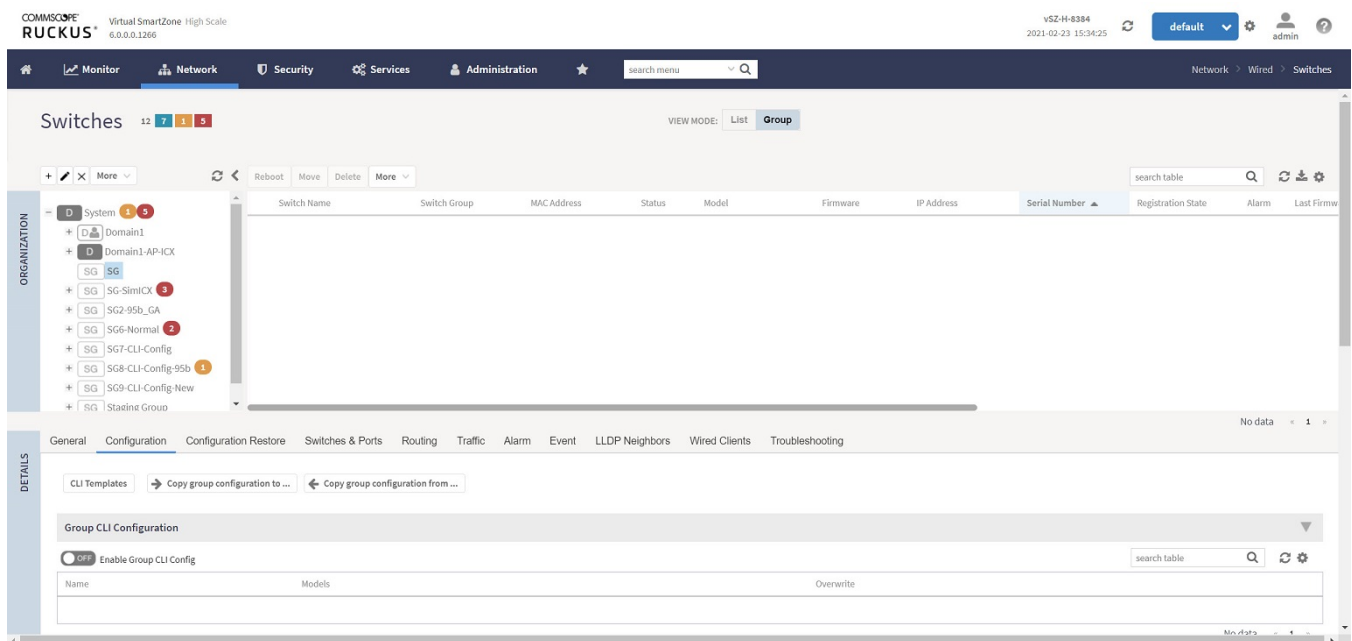 COMMSCOPE
RUCKUS®
Virtual SmartZone High Scale
6.0.0.0.1266
vSZ-H-8384
2021-02-23 15:34:25
default
admin
Monitor Network Security Services Administration search menu Network > Wired > Switches
Switches 12 7 1 5
VIEW MODE: List Group
More
Reboot Move Delete More
search table
ORGANIZATION
Switch Name Switch Group MAC Address Status Model Firmware IP Address Serial Number Registration State Alarm Last Firmw
D System 1 5
D Domain1
D Domain1-AP-ICX
SG SG
SG SG-SimICX 3
SG SG2-95b_GA
SG SG6-Normal 2
SG SG7-CLI-Config
SG SG8-CLI-Config-95b 1
SG SG9-CLI-Config-New
SG Staging Group
No data « 1 »
DETAILS
General Configuration Configuration Restore Switches & Ports Routing Traffic Alarm Event LLDP Neighbors Wired Clients Troubleshooting
CLI Templates Copy group configuration to ... Copy group configuration from ...
Group CLI Configuration
OFF Enable Group CLI Config
search table
Name Models Overwrite
No data « 1 »